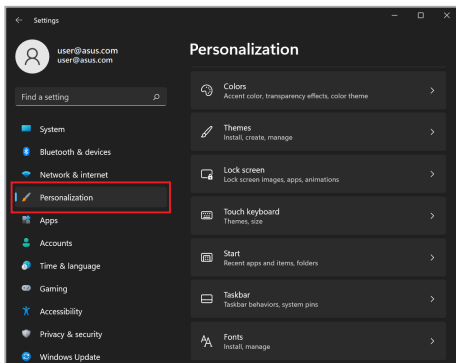 Settings
user@asus.com
user@asus.com
Find a setting
System
Bluetooth & devices
Network & internet
Personalization
Apps
Accounts
Time & language
Gaming
Accessibility
Privacy & security
Windows Update
Personalization
Colors
Accent color, transparency effects, color theme
Themes
Install, create, manage
Lock screen
Lock screen images, apps, animations
Touch keyboard
Themes, size
Start
Recent apps and items, folders
Taskbar
Taskbar behaviors, system pins
Fonts
Install, manage